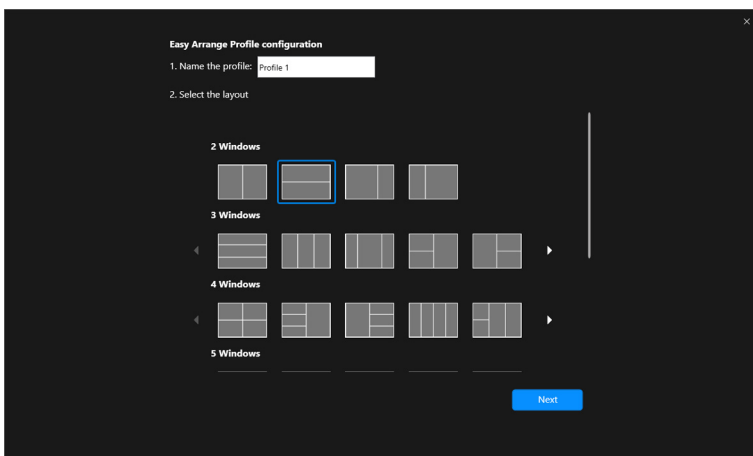 Easy Arrange Profile configuration
1. Name the profile: Profile 1
2. Select the layout
2 Windows
3 Windows
4 Windows
5 Windows
Next